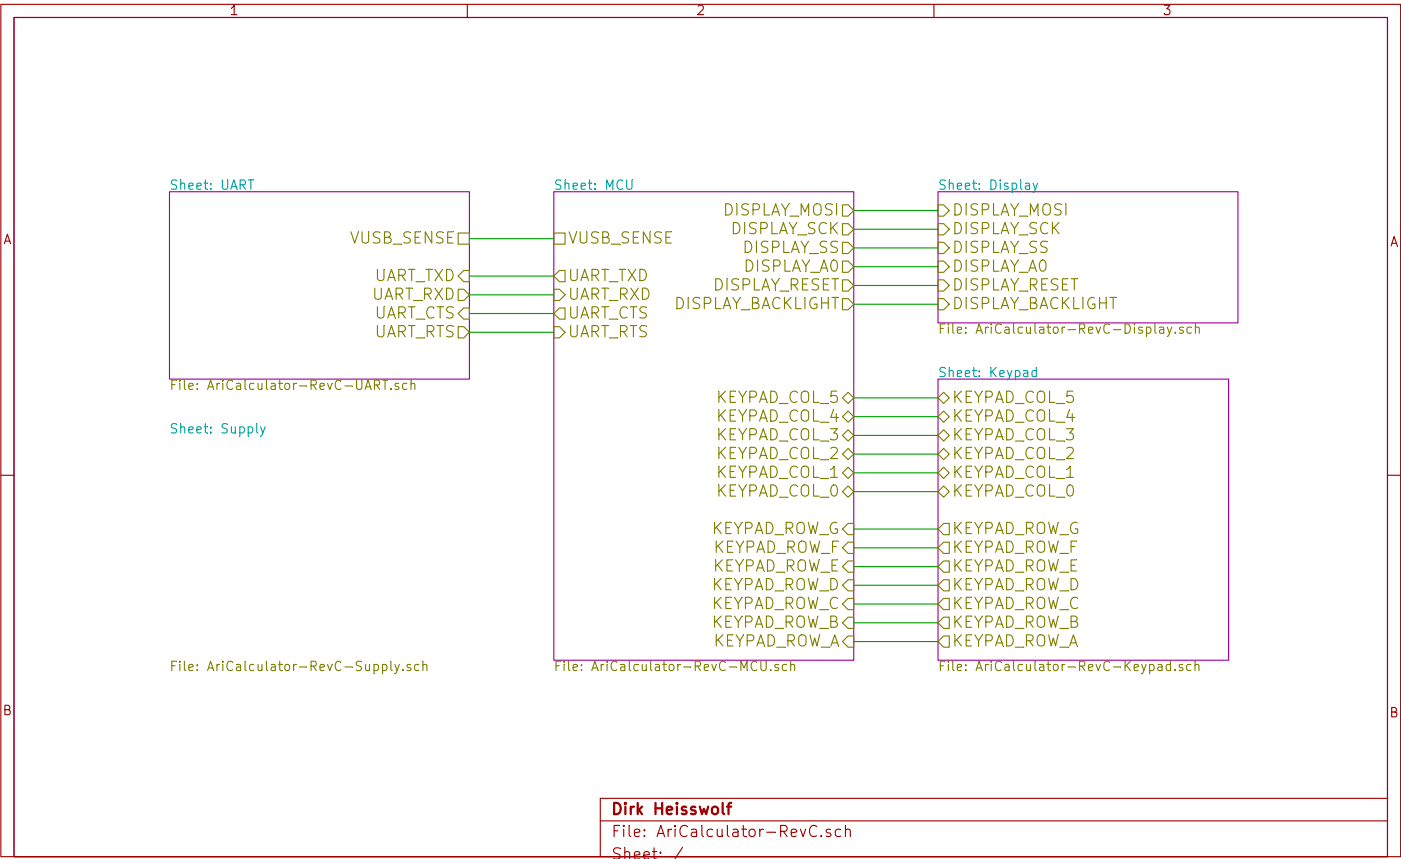 1 2 3
A
B
A
B
Sheet: UART
VUSB_SENSE
UART_TXD
UART_RXD
UART_CTS
UART_RTS
File: AriCalculator-RevC-UART.sch
Sheet: Supply
File: AriCalculator-RevC-Supply.sch
Sheet: MCU
VUSB_SENSE
UART_TXD
UART_RXD
UART_CTS
UART_RTS
DISPLAY_MOSI
DISPLAY_SCK
DISPLAY_SS
DISPLAY_A0
DISPLAY_RESET
DISPLAY_BACKLIGHT
KEYPAD_COL_5
KEYPAD_COL_4
KEYPAD_COL_3
KEYPAD_COL_2
KEYPAD_COL_1
KEYPAD_COL_0
KEYPAD_ROW_G
KEYPAD_ROW_F
KEYPAD_ROW_E
KEYPAD_ROW_D
KEYPAD_ROW_C
KEYPAD_ROW_B
KEYPAD_ROW_A
File: AriCalculator-RevC-MCU.sch
Sheet: Display
DISPLAY_MOSI
DISPLAY_SCK
DISPLAY_SS
DISPLAY_A0
DISPLAY_RESET
DISPLAY_BACKLIGHT
File: AriCalculator-RevC-Display.sch
Sheet: Keypad
KEYPAD_COL_5
KEYPAD_COL_4
KEYPAD_COL_3
KEYPAD_COL_2
KEYPAD_COL_1
KEYPAD_COL_0
KEYPAD_ROW_G
KEYPAD_ROW_F
KEYPAD_ROW_E
KEYPAD_ROW_D
KEYPAD_ROW_C
KEYPAD_ROW_B
KEYPAD_ROW_A
File: AriCalculator-RevC-Keypad.sch
Dirk Heisswolf
File: AriCalculator-RevC.sch
Sheet: /